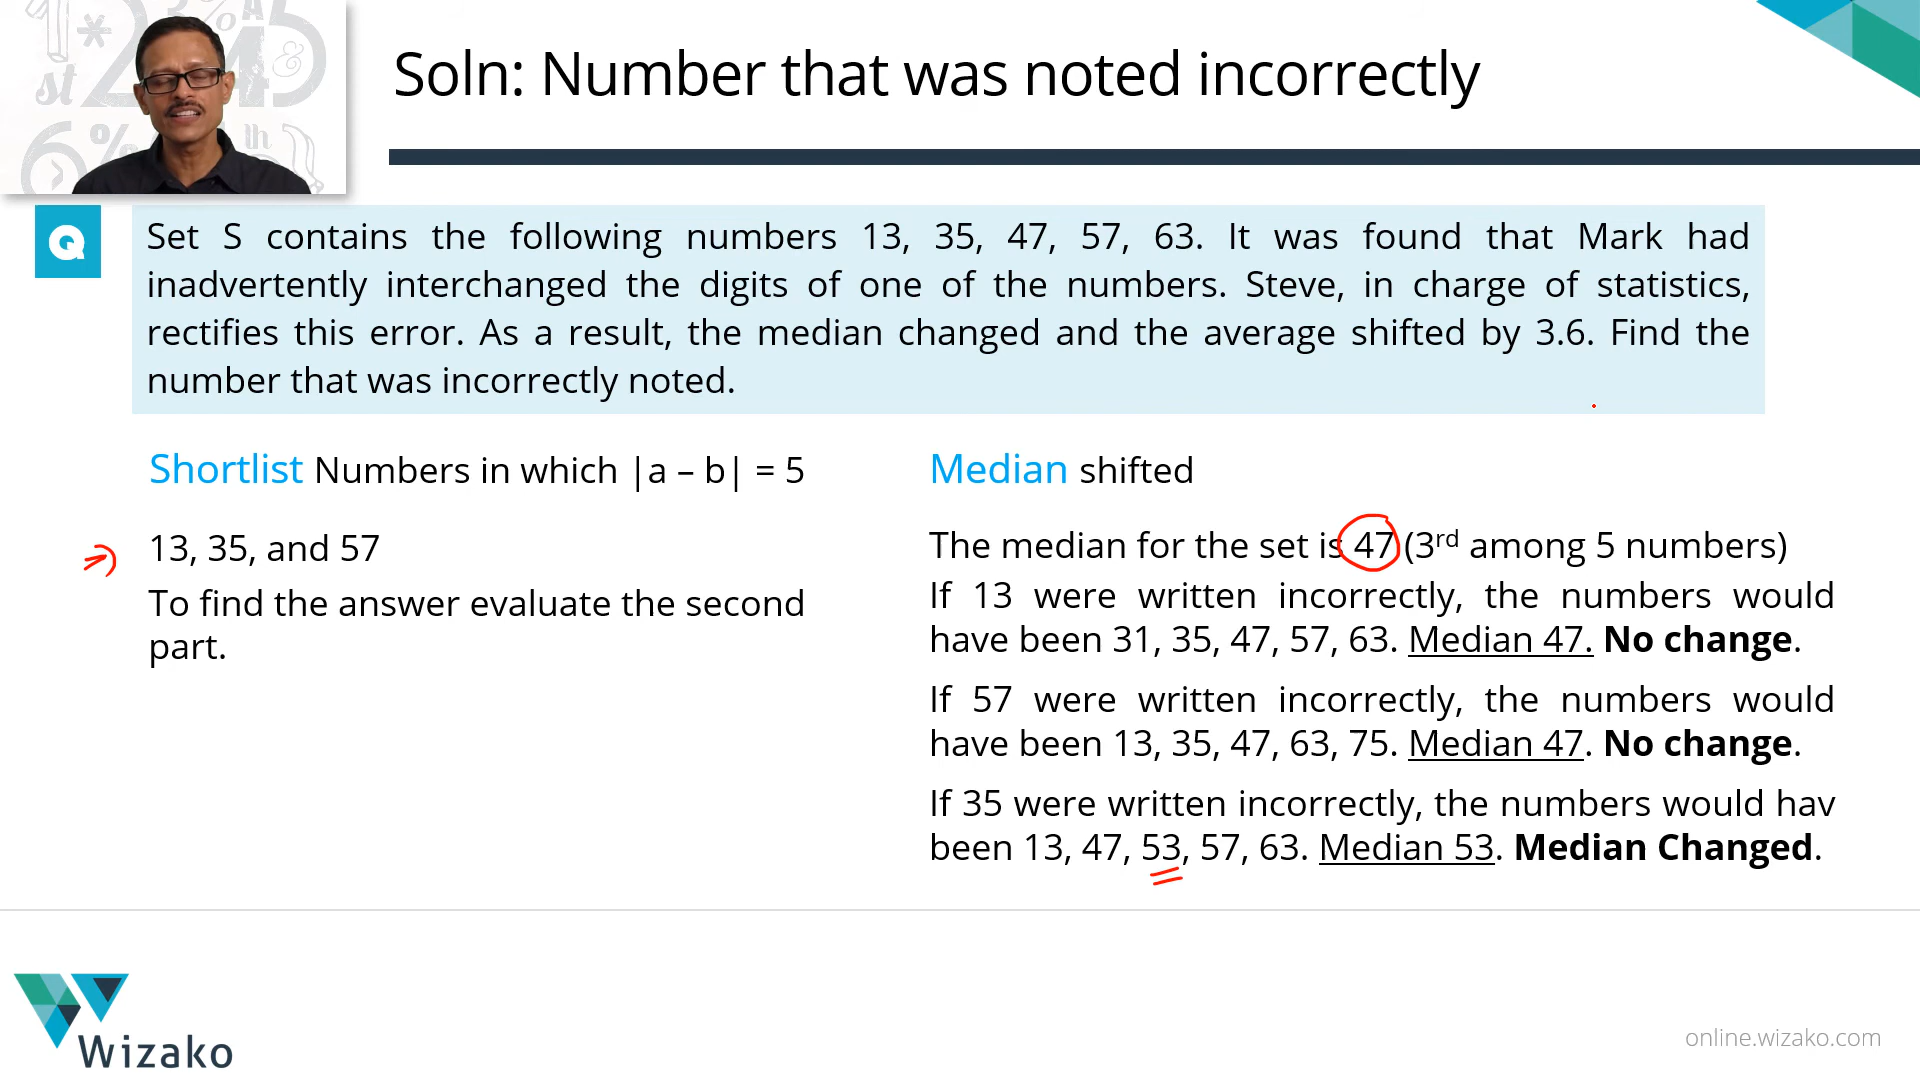 Soln: Number that was noted incorrectly
Q
Set S contains the following numbers 13, 35, 47, 57, 63. It was found that Mark had
inadvertently interchanged the digits of one of the numbers. Steve, in charge of statistics,
rectifies this error. As a result, the median changed and the average shifted by 3.6. Find the
number that was incorrectly noted.
Shortlist Numbers in which |a – b| = 5
13, 35, and 57
To find the answer evaluate the second
part.
Median shifted
The median for the set is 47 (3rd among 5 numbers)
If 13 were written incorrectly, the numbers would
have been 31, 35, 47, 57, 63. Median 47. No change.
If 57 were written incorrectly, the numbers would
have been 13, 35, 47, 63, 75. Median 47. No change.
If 35 were written incorrectly, the numbers would hav
been 13, 47, 53, 57, 63. Median 53. Median Changed.
Wizako
online.wizako.com